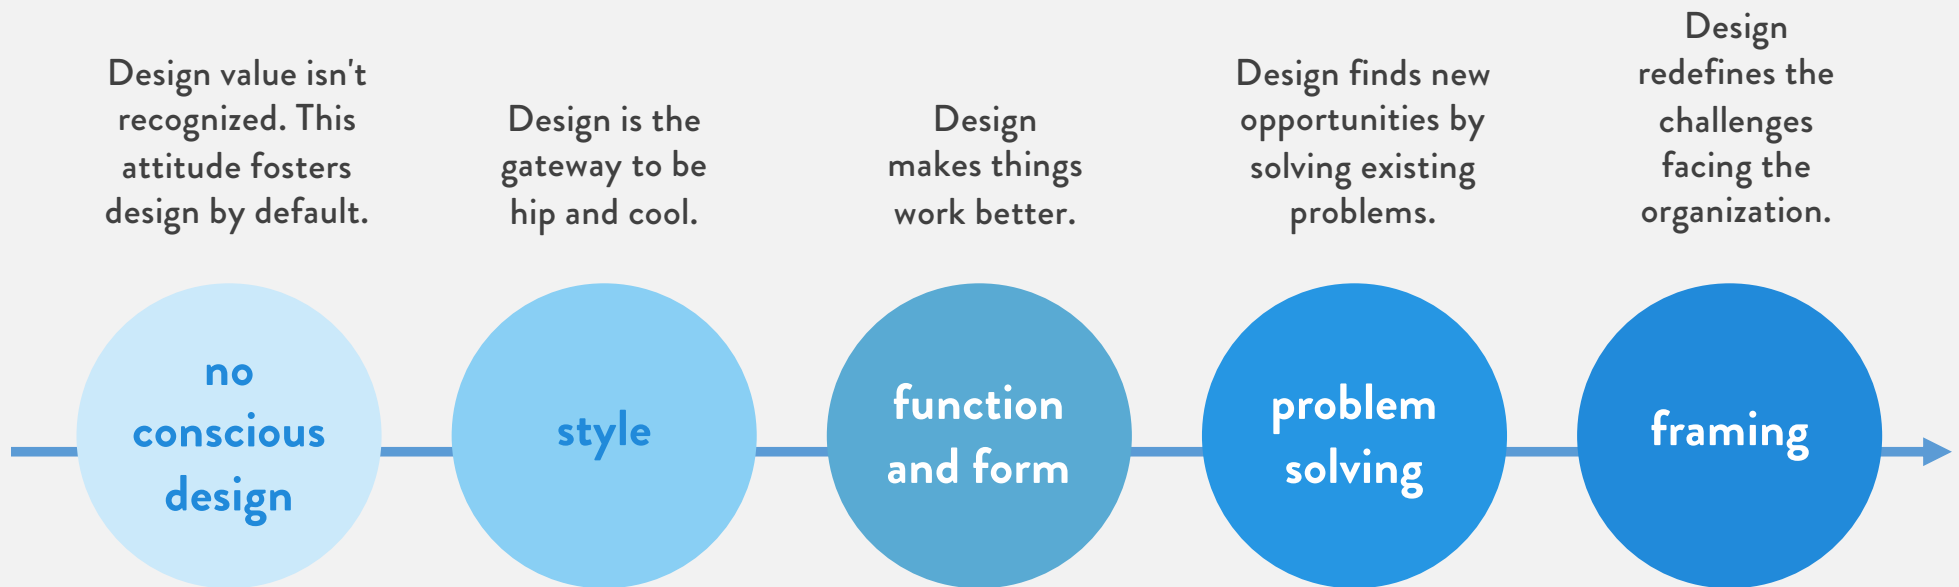 Design value isn't
recognized. This
attitude fosters
design by default.
Design is the
gateway to be
hip and cool.
Design
makes things
work better.
Design finds new
opportunities by
solving existing
problems.
Design
redefines the
challenges
facing the
organization.
no
conscious
design
style
function
and form
problem
solving
framing